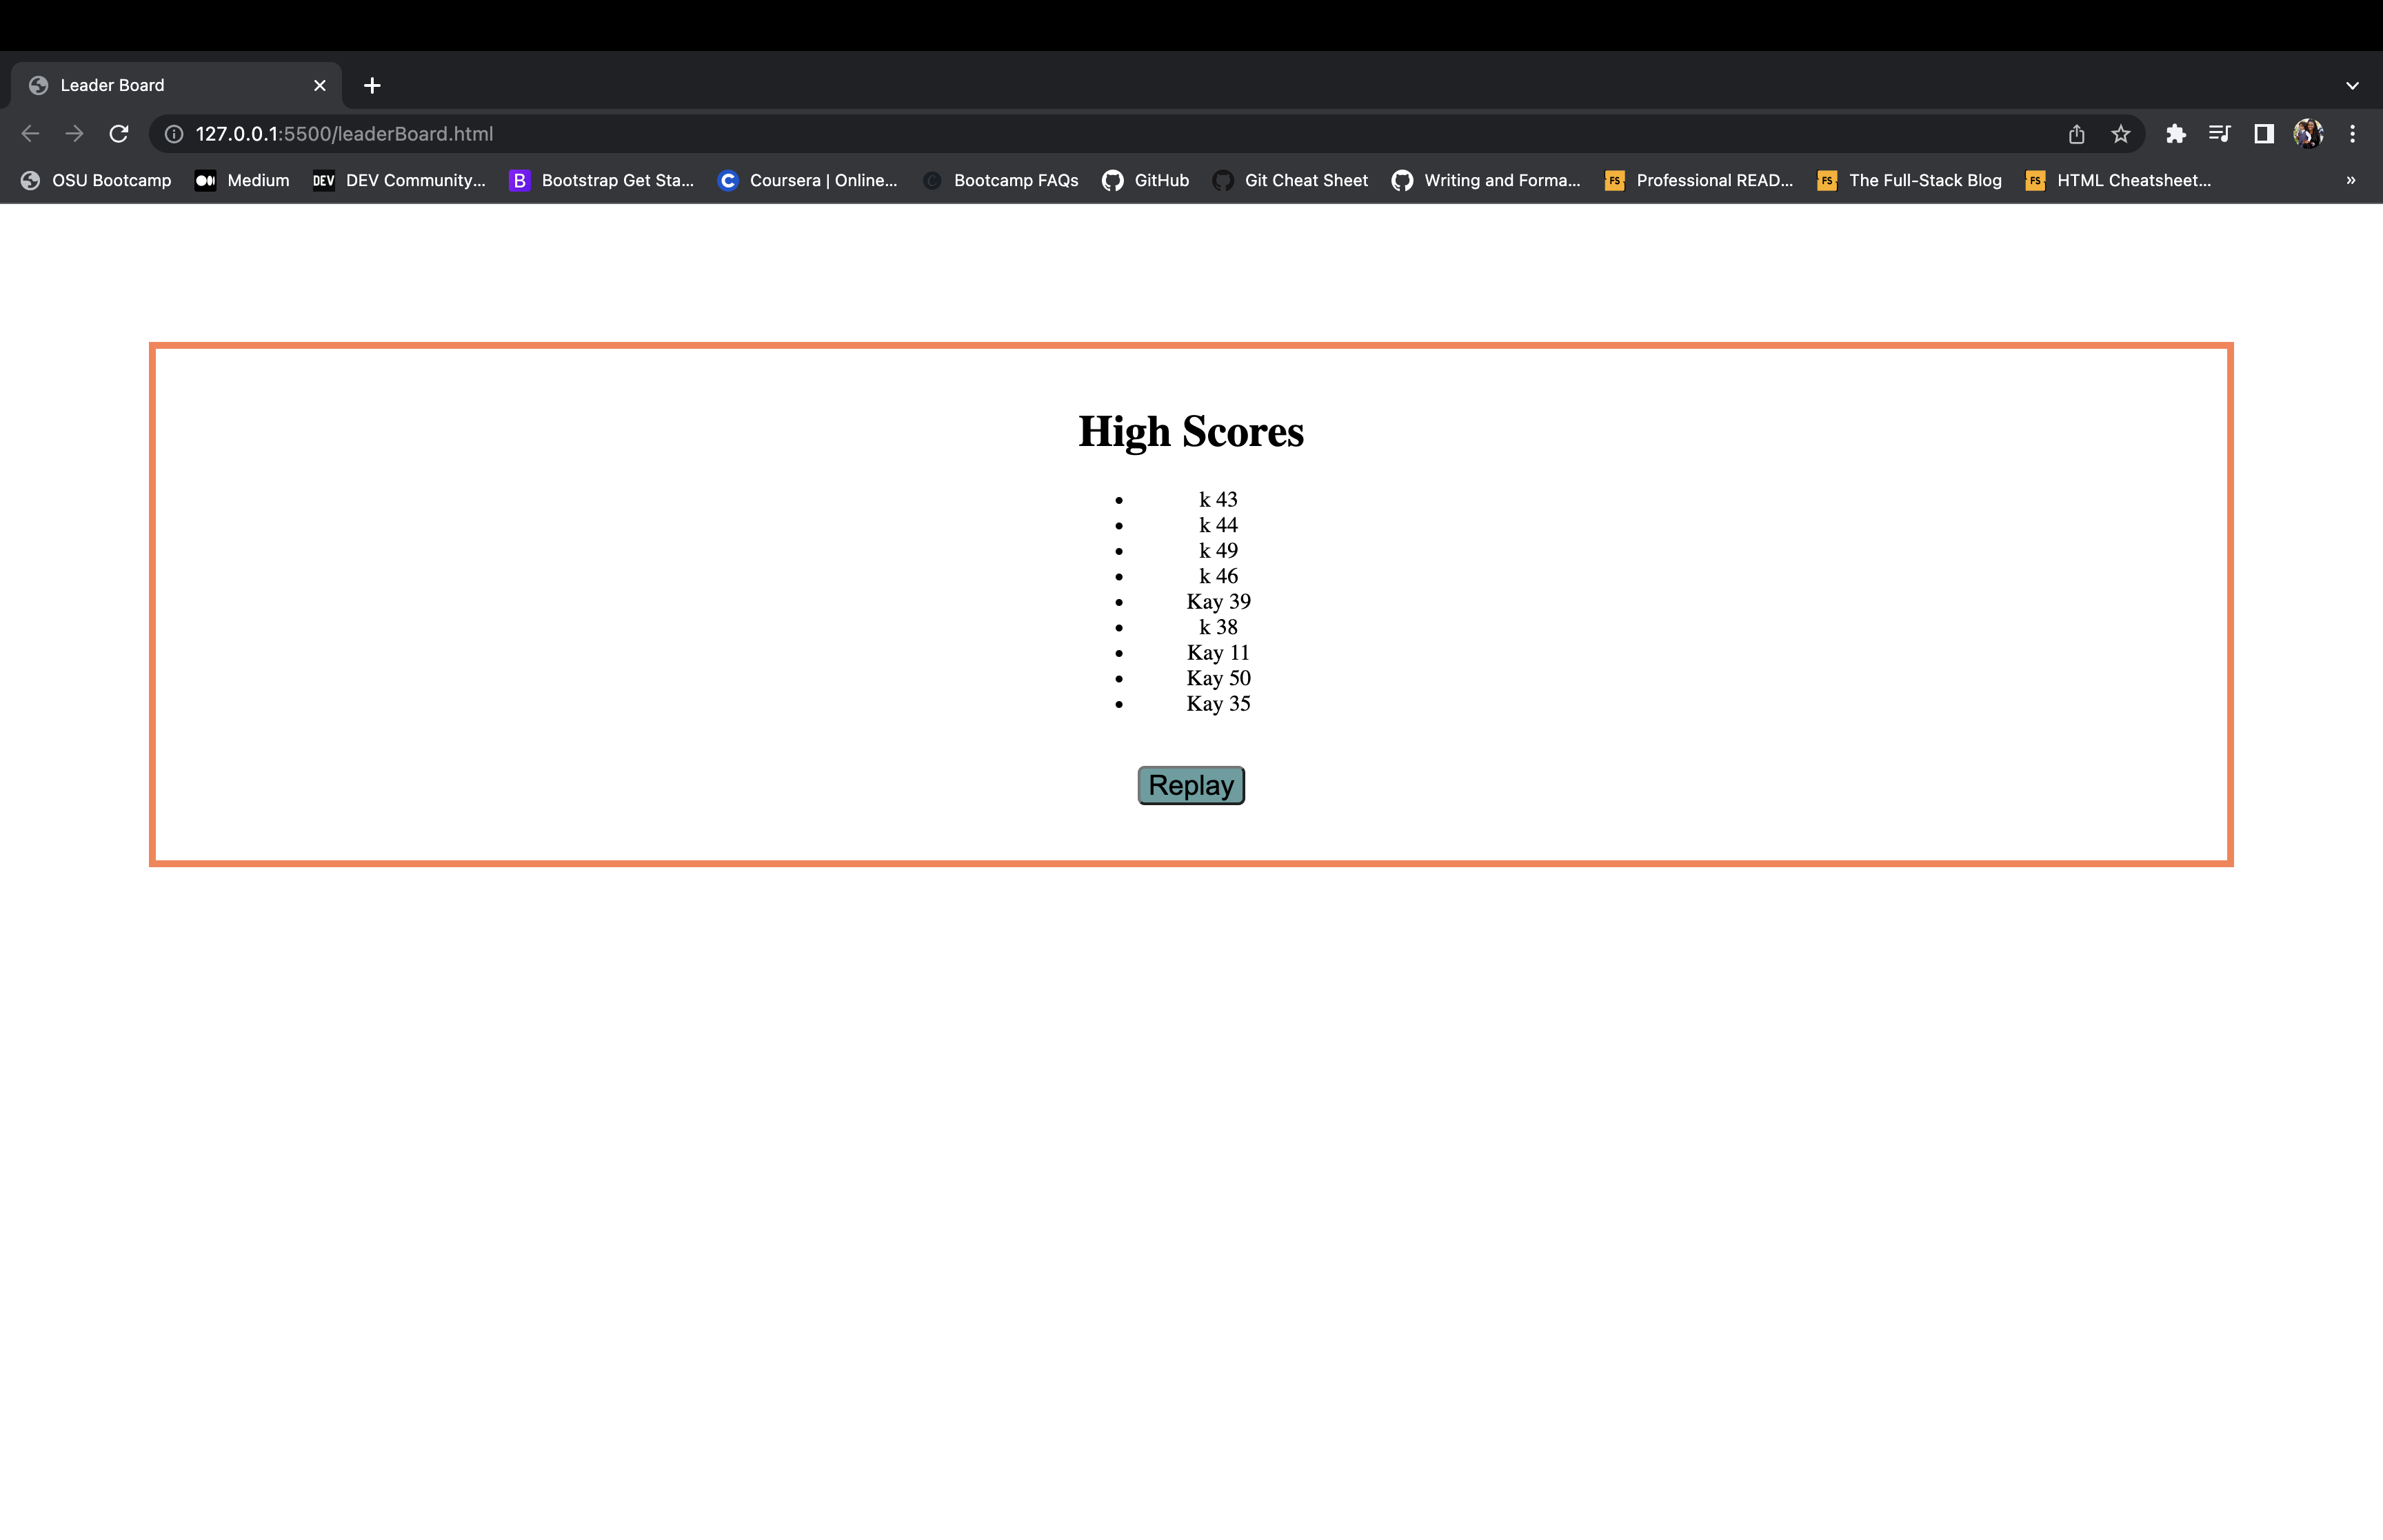 Leader Board
127.0.0.1:5500/leaderBoard.html
OSU Bootcamp Medium DEV DEV Community... B Bootstrap Get Sta... C Coursera | Online... Bootcamp FAQs GitHub Git Cheat Sheet Writing and Forma... FS Professional READ... FS The Full-Stack Blog FS HTML Cheatsheet... »
High Scores
• k 43
• k 44
• k 49
• k 46
• Kay 39
• k 38
• Kay 11
• Kay 50
• Kay 35
Replay